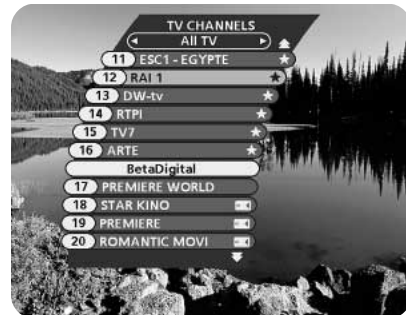 TV CHANNELS
All TV
11 ESC1 - EGYPTE
12 RAI 1
13 DW-tv
14 RTPI
15 TV7
16 ARTE
BetaDigital
17 PREMIERE WORLD
18 STAR KINO
19 PREMIERE
20 ROMANTIC MOVI